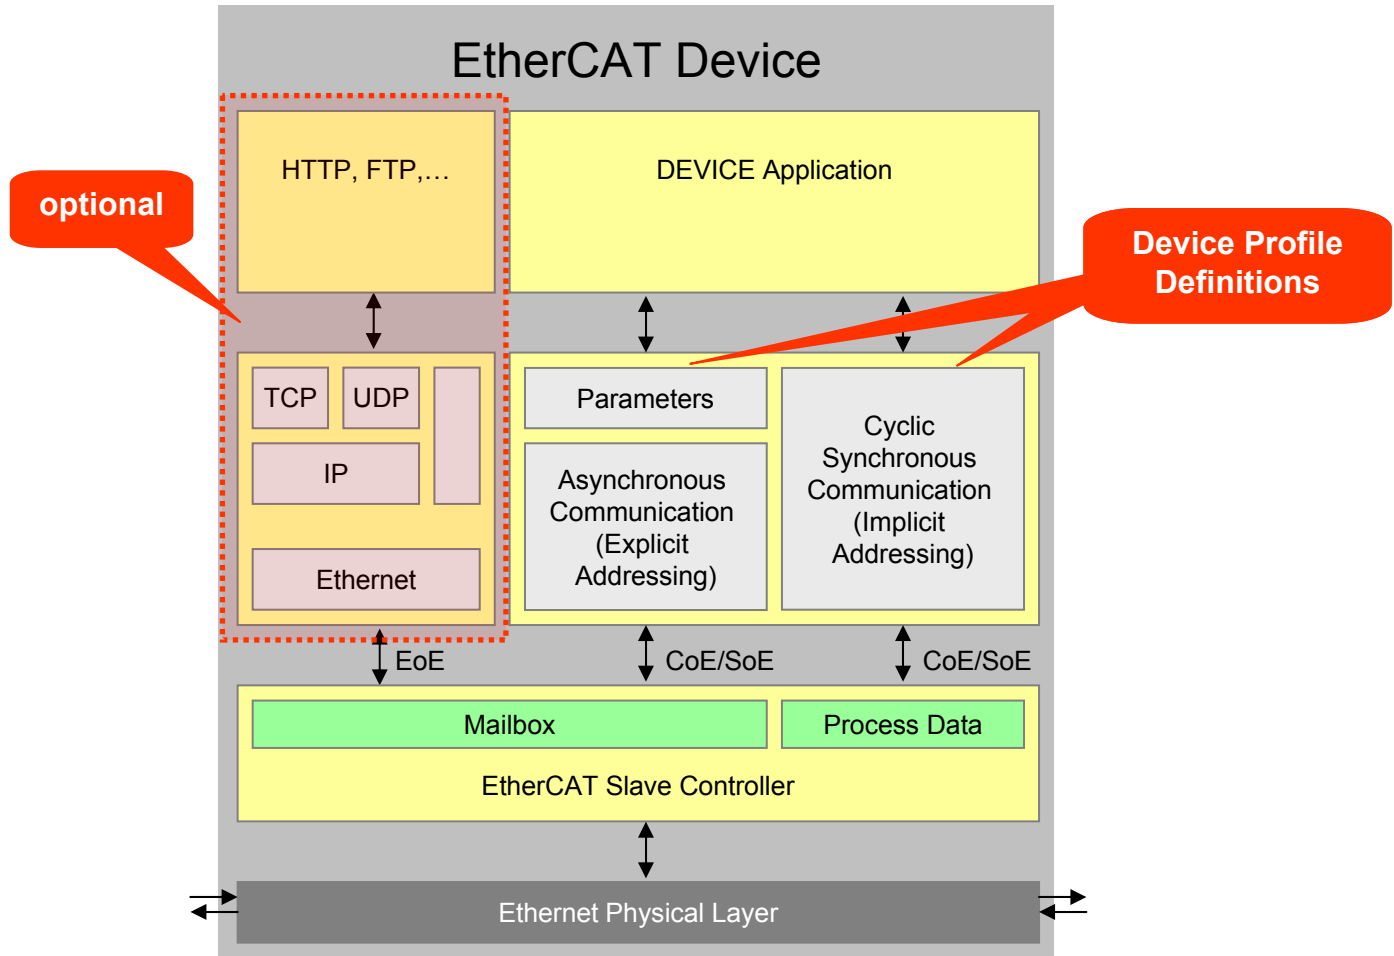 EtherCAT Device
HTTP, FTP,…
DEVICE Application
optional
Device Profile
Definitions
TCP
UDP
IP
Ethernet
Parameters
Asynchronous
Communication
(Explicit
Addressing)
Cyclic
Synchronous
Communication
(Implicit
Addressing)
EoE
CoE/SoE
CoE/SoE
Mailbox
Process Data
EtherCAT Slave Controller
Ethernet Physical Layer